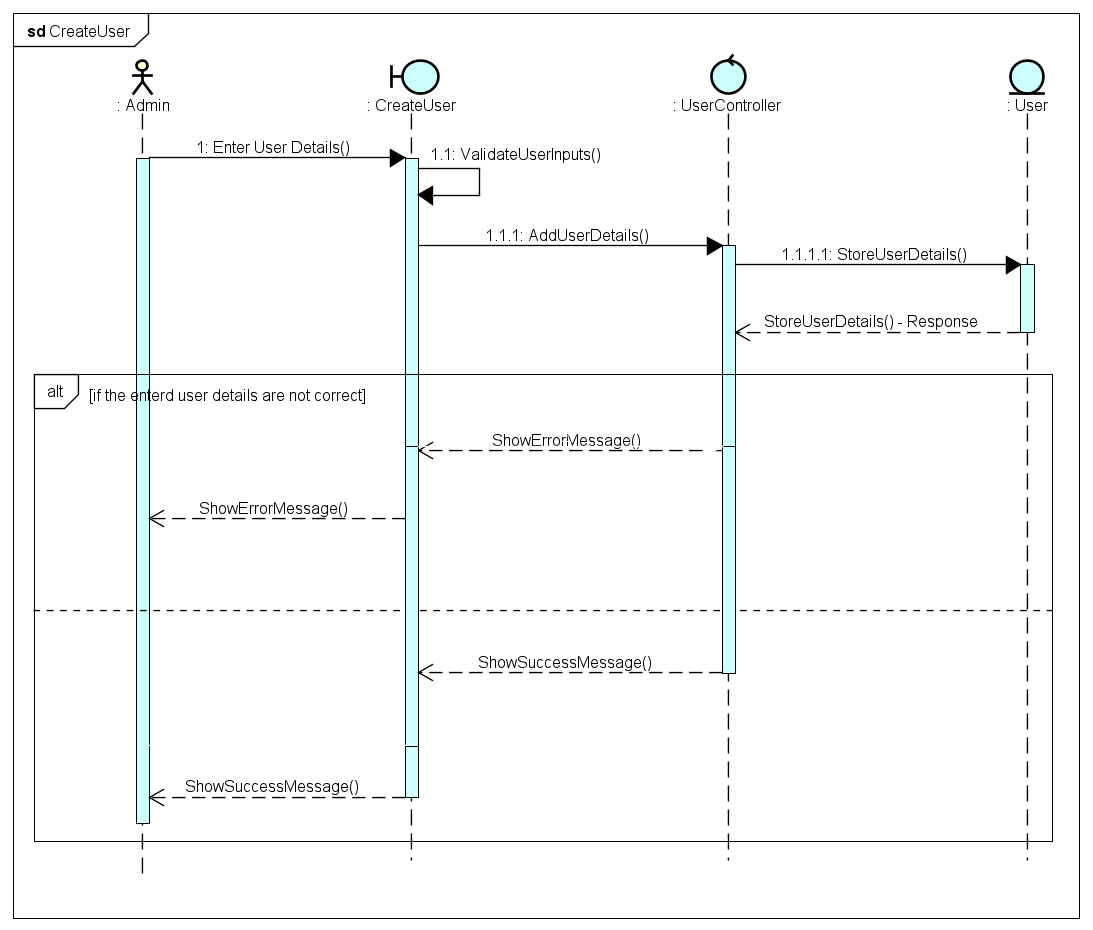 sd CreateUser
: Admin
: CreateUser
: UserController
: User
1: Enter User Details()
1.1: ValidateUserInputs()
1.1.1: AddUserDetails()
1.1.1.1: StoreUserDetails()
StoreUserDetails() - Response
alt
[if the enterd user details are not correct]
ShowErrorMessage()
ShowErrorMessage()
ShowSuccessMessage()
ShowSuccessMessage()